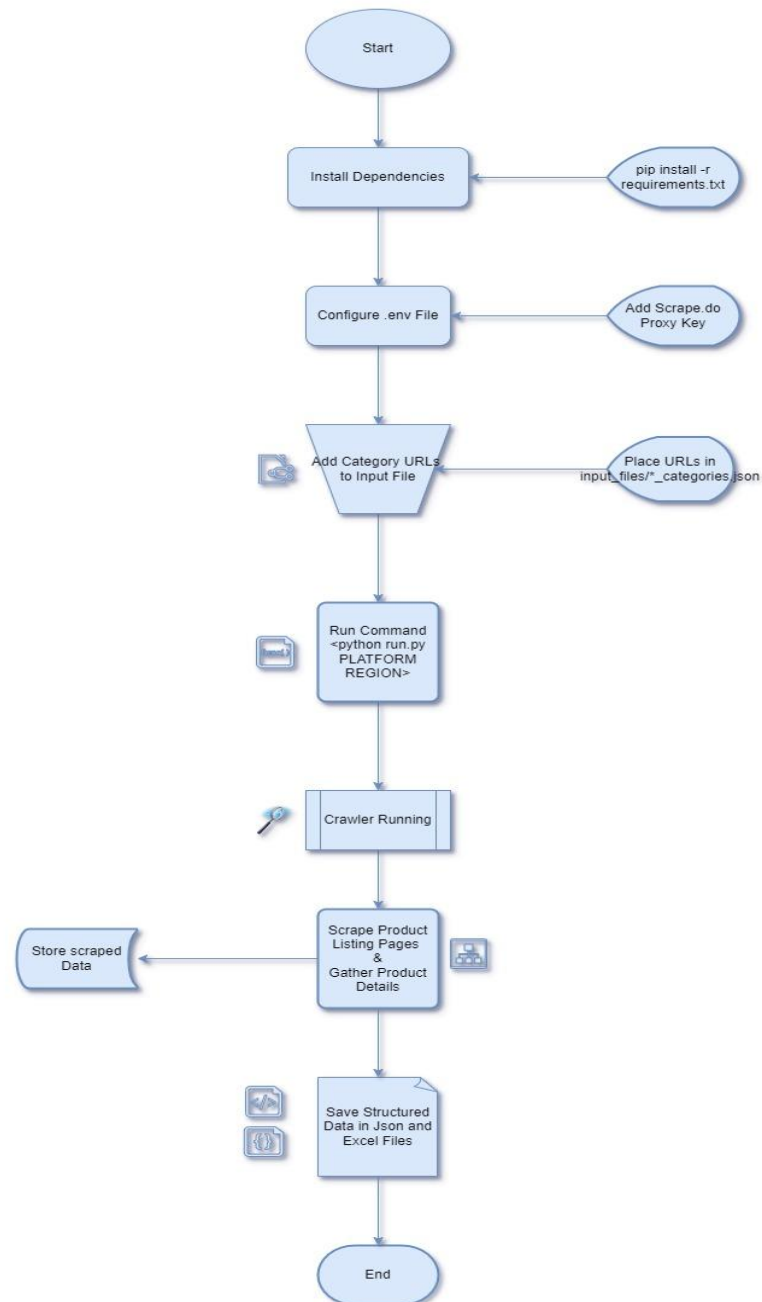 Start
Install Dependencies
pip install -r
requirements.txt
Configure .env File
Add Scrape.do
Proxy Key
Add Category URLs
to Input File
Place URLs in
input_files/*_categories.json
Run Command
<python run.py
PLATFORM
REGION>
Crawler Running
Scrape Product
Listing Pages
&
Gather Product
Details
Store scraped
Data
</>
{}
Save Structured
Data in Json and
Excel Files
End